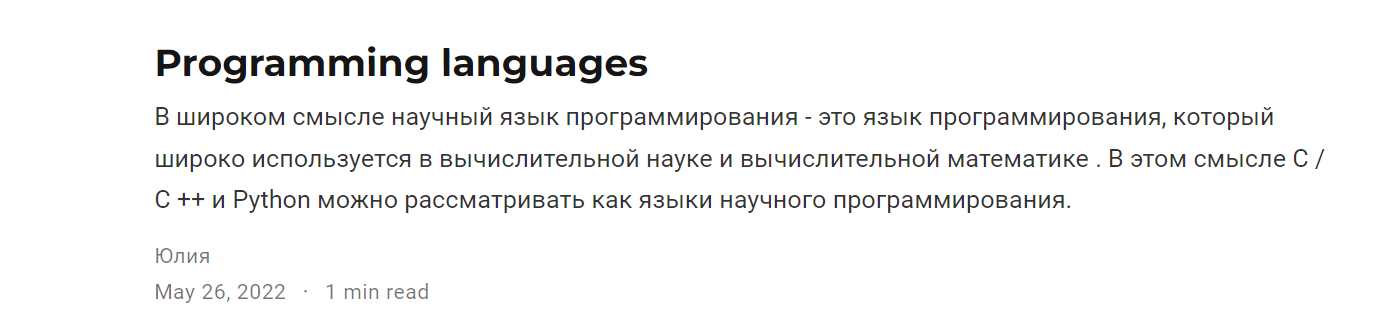 Programming languages
В широком смысле научный язык программирования - это язык программирования, который
широко используется в вычислительной науке и вычислительной математике . В этом смысле C /
C ++ и Python можно рассматривать как языки научного программирования.
Юлия
May 26, 2022 · 1 min read